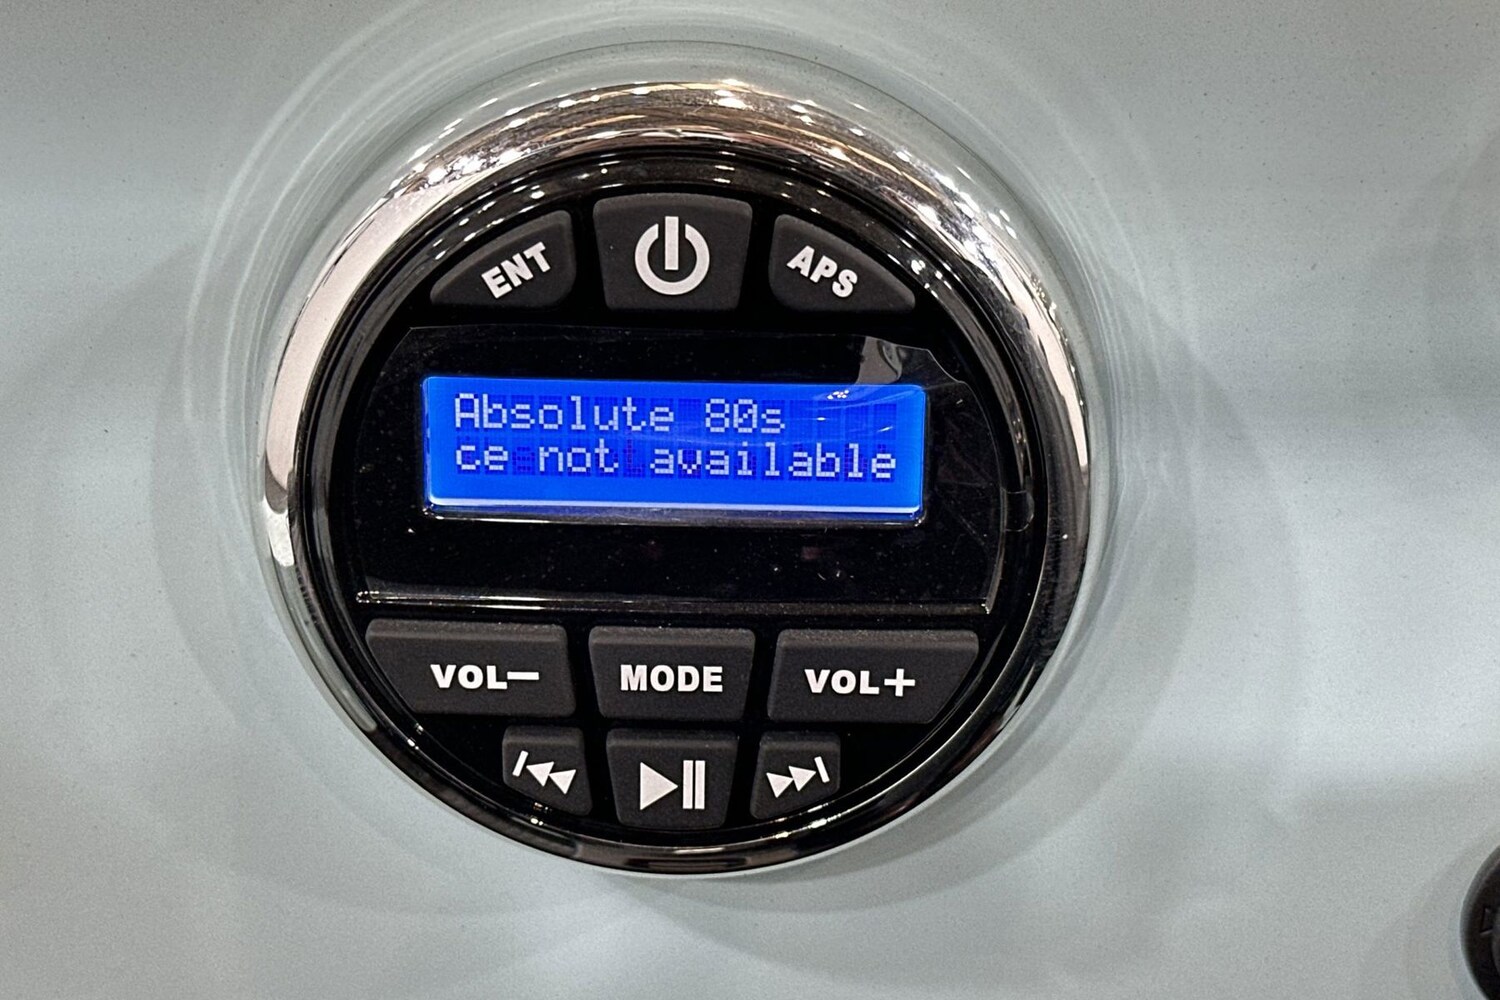 ENT APS
Absolute 80s
ce not available
VOL− MODE VOL+